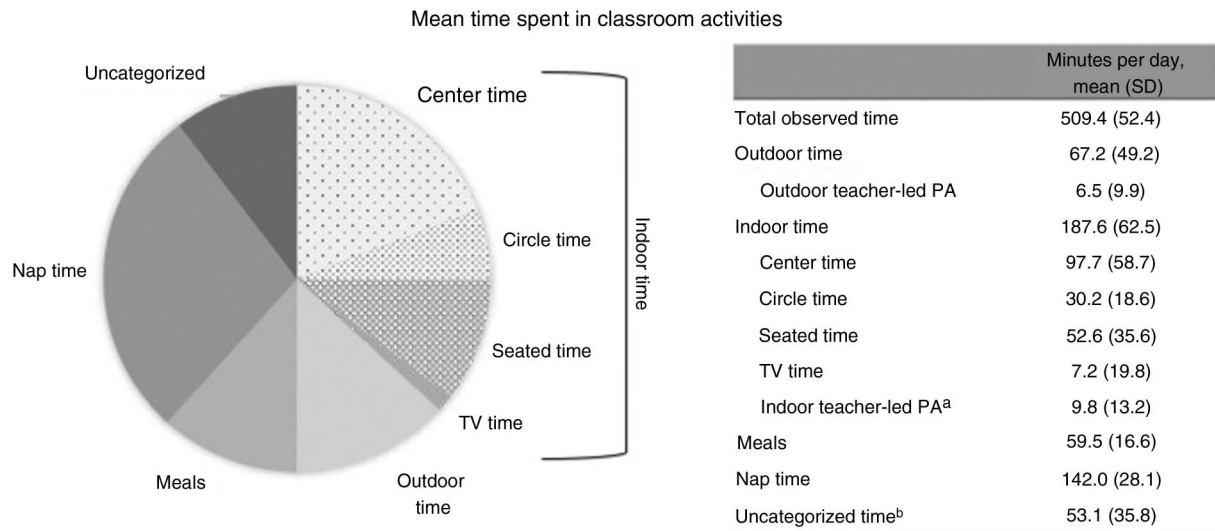 Mean time spent in classroom activities
Uncategorized
Center time
Circle time
Indoor time
Nap time
Seated time
TV time
Meals
Outdoor
time
Minutes per day,
mean (SD)
Total observed time 509.4 (52.4)
Outdoor time 67.2 (49.2)
Outdoor teacher-led PA 6.5 (9.9)
Indoor time 187.6 (62.5)
Center time 97.7 (58.7)
Circle time 30.2 (18.6)
Seated time 52.6 (35.6)
TV time 7.2 (19.8)
Indoor teacher-led PAᵃ 9.8 (13.2)
Meals 59.5 (16.6)
Nap time 142.0 (28.1)
Uncategorized timeᵇ 53.1 (35.8)